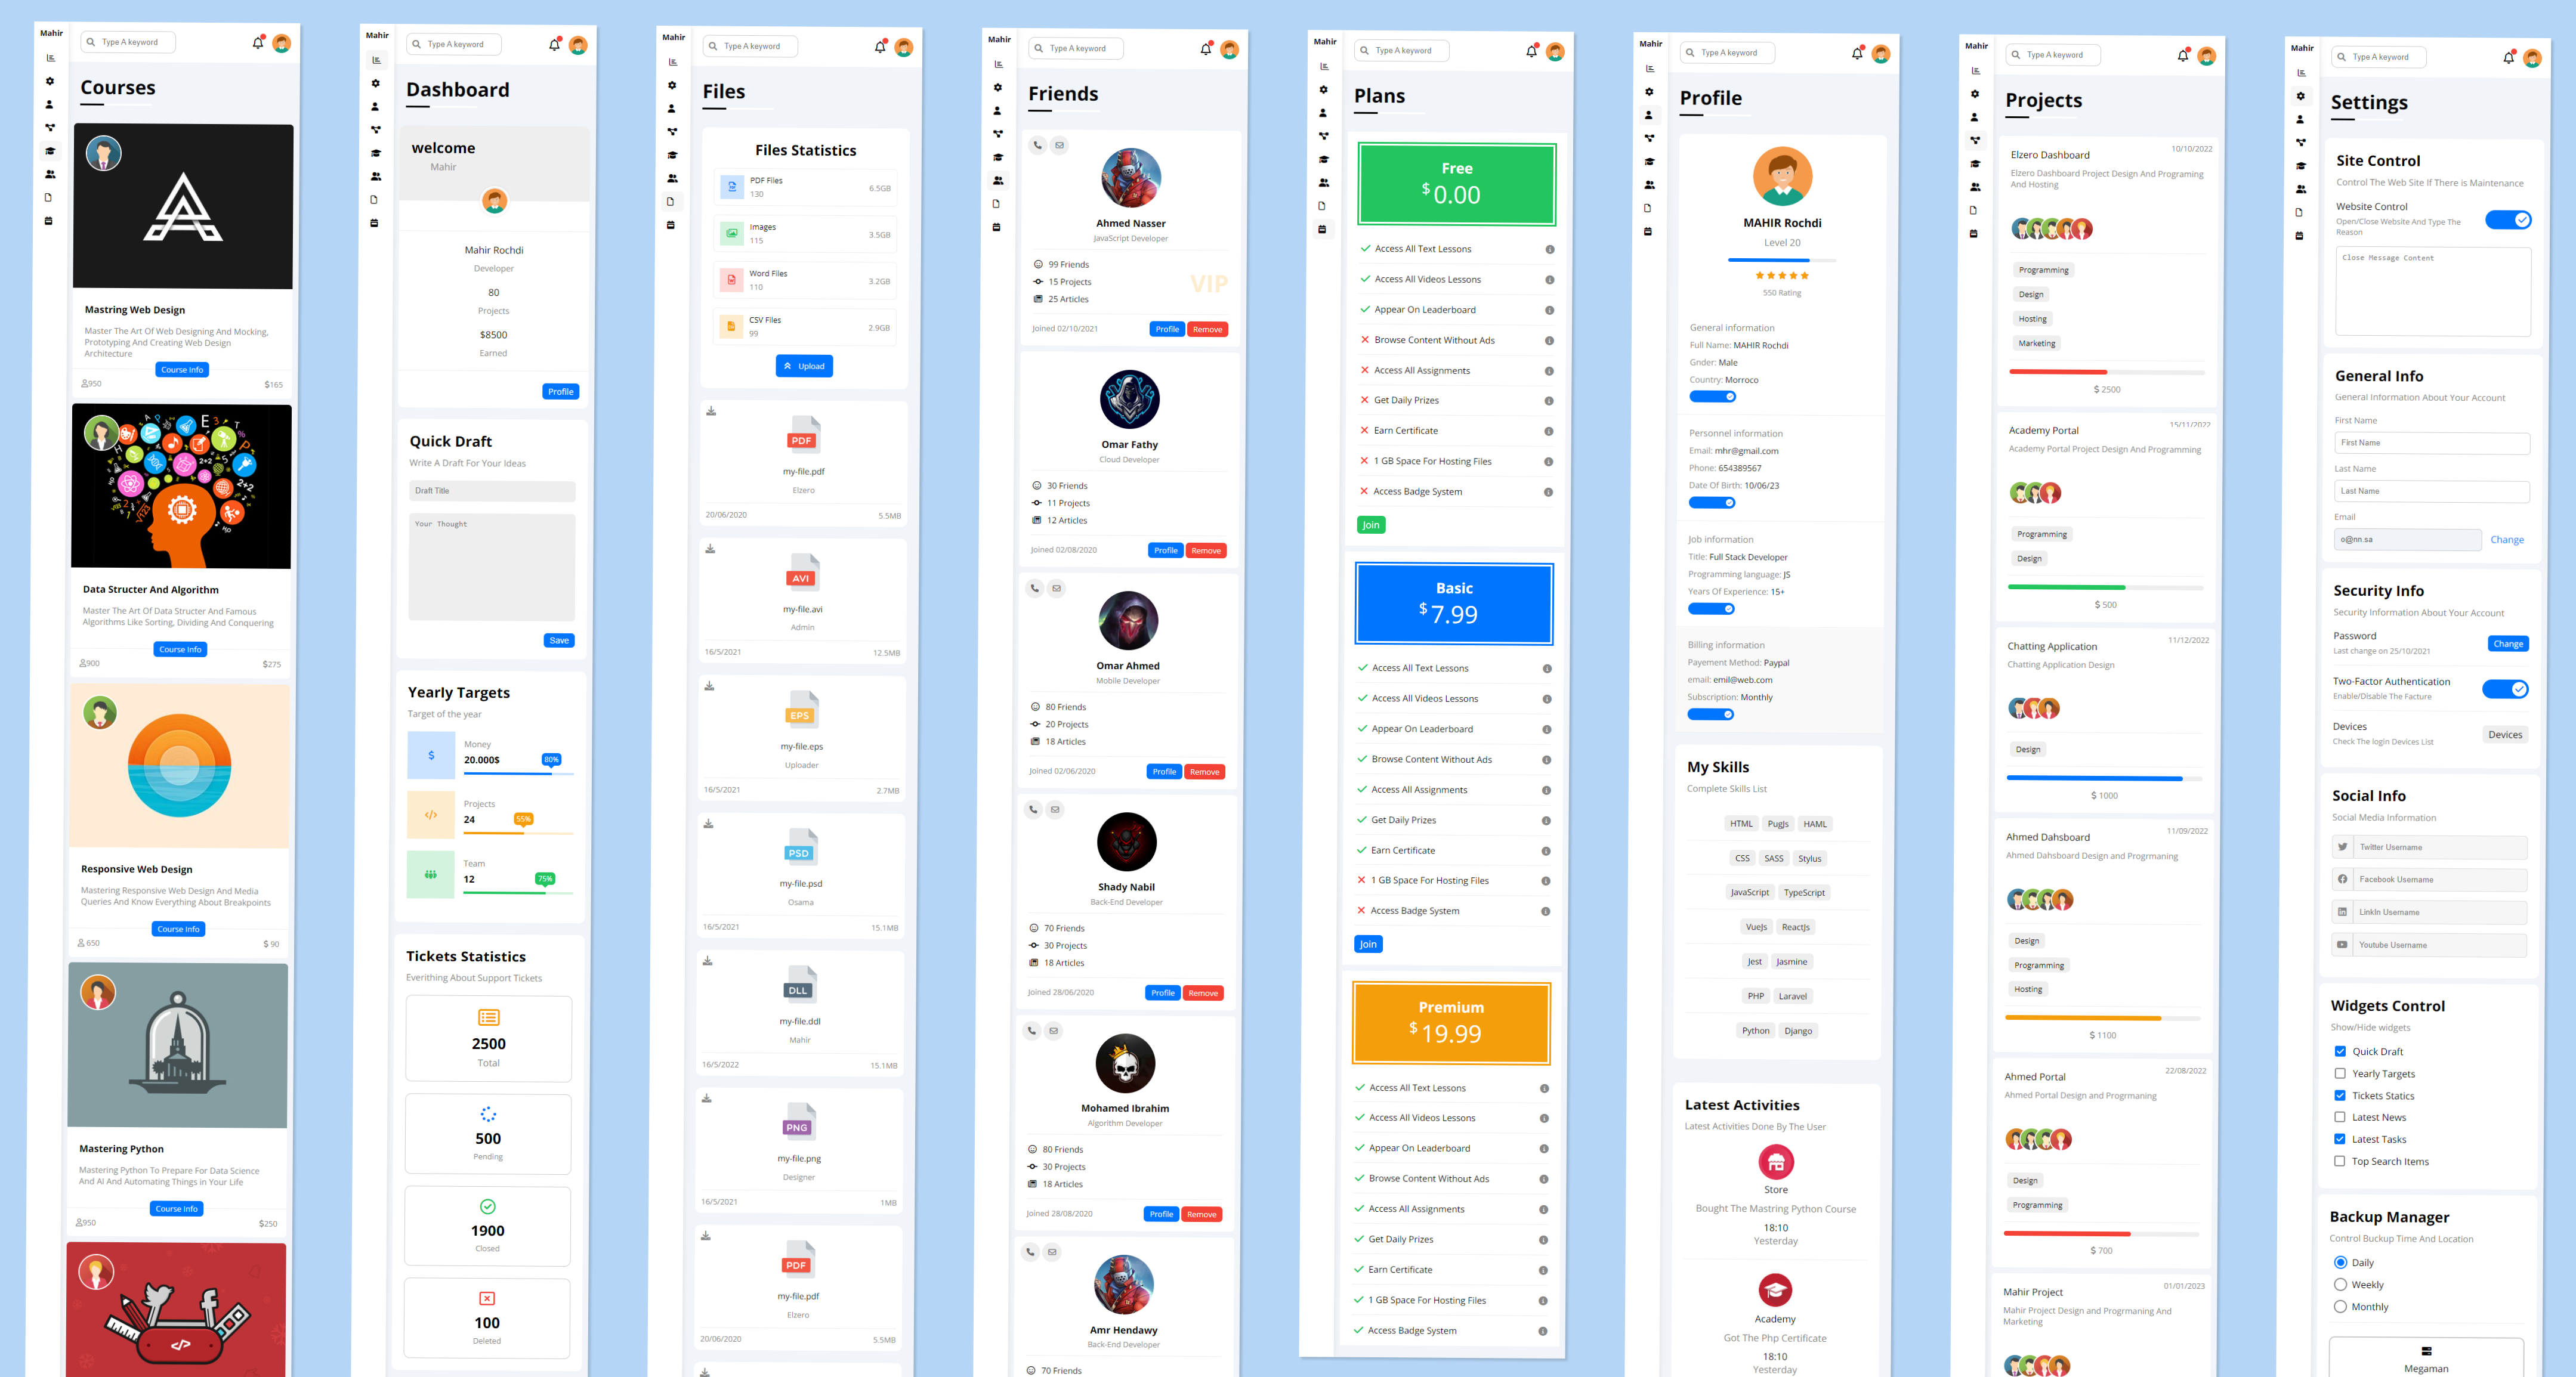 Mahir
Type A keyword
Courses
Mastring Web Design
Master The Art Of Web Designing And Mocking,
Prototyping And Creating Web Design
Architecture
Course Info
950
$165
Data Structer And Algorithm
Master The Art Of Data Structer And Famous
Algorithms Like Sorting, Dividing And Conquering
Course Info
900
$275
Responsive Web Design
Mastering Responsive Web Design And Media
Queries And Know Everything About Breakpoints
Course Info
650
$ 90
Mastering Python
Mastering Python To Prepare For Data Science
And AI And Automating Things in Your Life
Course Info
950
$250
</>
Mahir
Type A keyword
Dashboard
welcome
Mahir
Mahir Rochdi
Developer
80
Projects
$8500
Earned
Profile
Quick Draft
Write A Draft For Your Ideas
Draft Title
Your Thought
Save
Yearly Targets
Target of the year
$
Money
20.000$
80%
</>
Projects
24
55%
Team
12
75%
Tickets Statistics
Everithing About Support Tickets
2500
Total
500
Pending
1900
Closed
100
Deleted
Mahir
Type A keyword
Files
Files Statistics
PDF Files
130
6.5GB
Images
115
3.5GB
Word Files
110
3.2GB
CSV Files
99
2.9GB
Upload
PDF
my-file.pdf
Elzero
20/06/2020
5.5MB
AVI
my-file.avi
Admin
16/5/2021
12.5MB
EPS
my-file.eps
Uploader
16/5/2021
2.7MB
PSD
my-file.psd
Osama
16/5/2021
15.1MB
DLL
my-file.ddl
Mahir
16/5/2022
15.1MB
PNG
my-file.png
Designer
16/5/2021
1MB
PDF
my-file.pdf
Elzero
20/06/2020
5.5MB
Mahir
Type A keyword
Friends
Ahmed Nasser
JavaScript Developer
99 Friends
15 Projects
25 Articles
VIP
Joined 02/10/2021
Profile
Remove
Omar Fathy
Cloud Developer
30 Friends
11 Projects
12 Articles
Joined 02/08/2020
Profile
Remove
Omar Ahmed
Mobile Developer
80 Friends
20 Projects
18 Articles
Joined 02/06/2020
Profile
Remove
Shady Nabil
Back-End Developer
70 Friends
30 Projects
18 Articles
Joined 28/06/2020
Profile
Remove
Mohamed Ibrahim
Algorithm Developer
80 Friends
30 Projects
18 Articles
Joined 28/08/2020
Profile
Remove
Amr Hendawy
Back-End Developer
70 Friends
Mahir
Type A keyword
Plans
Free
$0.00
Access All Text Lessons
Access All Videos Lessons
Appear On Leaderboard
Browse Content Without Ads
Access All Assignments
Get Daily Prizes
Earn Certificate
1 GB Space For Hosting Files
Access Badge System
Join
Basic
$7.99
Access All Text Lessons
Access All Videos Lessons
Appear On Leaderboard
Browse Content Without Ads
Access All Assignments
Get Daily Prizes
Earn Certificate
1 GB Space For Hosting Files
Access Badge System
Join
Premium
$19.99
Access All Text Lessons
Access All Videos Lessons
Appear On Leaderboard
Browse Content Without Ads
Access All Assignments
Get Daily Prizes
Earn Certificate
1 GB Space For Hosting Files
Access Badge System
Mahir
Type A keyword
Profile
MAHIR Rochdi
Level 20
550 Rating
General information
Full Name: MAHIR Rochdi
Gnder: Male
Country: Morroco
Personnel information
Email: mhr@gmail.com
Phone: 654389567
Date Of Birth: 10/06/23
Job information
Title: Full Stack Developer
Programming language: JS
Years Of Experience: 15+
Billing information
Payement Method: Paypal
email: emil@web.com
Subscription: Monthly
My Skills
Complete Skills List
HTML PugJs HAML
CSS SASS Stylus
JavaScript TypeScript
VueJs ReactJs
Jest Jasmine
PHP Laravel
Python Django
Latest Activities
Latest Activities Done By The User
Store
Bought The Mastring Python Course
18:10
Yesterday
Academy
Got The Php Certificate
18:10
Yesterday
Mahir
Type A keyword
Projects
Elzero Dashboard
10/10/2022
Elzero Dashboard Project Design And Programing
And Hosting
Programming
Design
Hosting
Marketing
$ 2500
Academy Portal
15/11/2022
Academy Portal Project Design And Programming
Programming
Design
$ 500
Chatting Application
11/12/2022
Chatting Application Design
Design
$ 1000
Ahmed Dahsboard
11/09/2022
Ahmed Dahsboard Design and Progrmaning
Design
Programming
Hosting
$ 1100
Ahmed Portal
22/08/2022
Ahmed Portal Design and Progrmaning
Design
Programming
$ 700
Mahir Project
01/01/2023
Mahir Project Design and Progrmaning And
Marketing
Mahir
Type A keyword
Settings
Site Control
Control The Web Site If There is Maintenance
Website Control
Open/Close Website And Type The
Reason
Close Message Content
General Info
General Information About Your Account
First Name
First Name
Last Name
Last Name
Email
o@nn.sa
Change
Security Info
Security Information About Your Account
Password
Last change on 25/10/2021
Change
Two-Factor Authentication
Enable/Disable The Facture
Devices
Check The login Devices List
Devices
Social Info
Social Media Information
Twitter Username
Facebook Username
LinkIn Username
Youtube Username
Widgets Control
Show/Hide widgets
Quick Draft
Yearly Targets
Tickets Statics
Latest News
Latest Tasks
Top Search Items
Backup Manager
Control Buckup Time And Location
Daily
Weekly
Monthly
Megaman